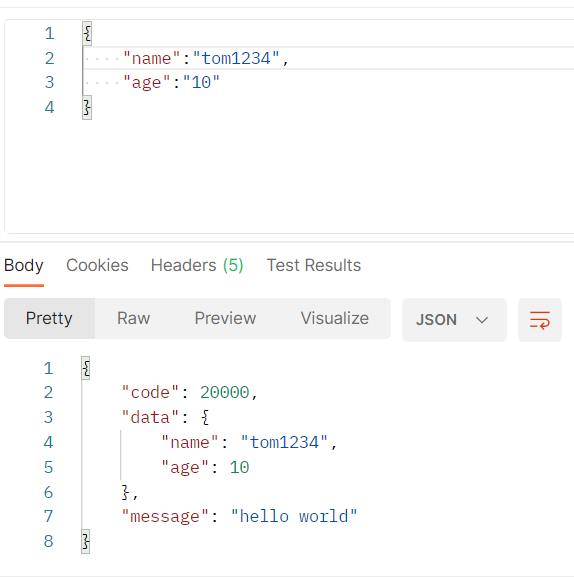 1 {
2 "name":"tom1234",
3 "age":"10"
4 }
Body Cookies Headers (5) Test Results
Pretty Raw Preview Visualize JSON
1 {
2 "code": 20000,
3 "data": {
4 "name": "tom1234",
5 "age": 10
6 },
7 "message": "hello world"
8 }